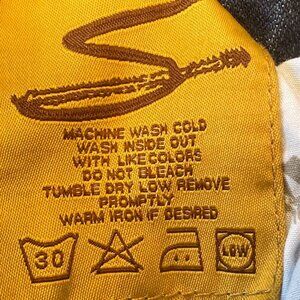 MACHINE WASH COLD
WASH INSIDE OUT
WITH LIKE COLORS
DO NOT BLEACH
TUMBLE DRY LOW REMOVE
PROMPTLY
WARM IRON IF DESIRED
30 LOW